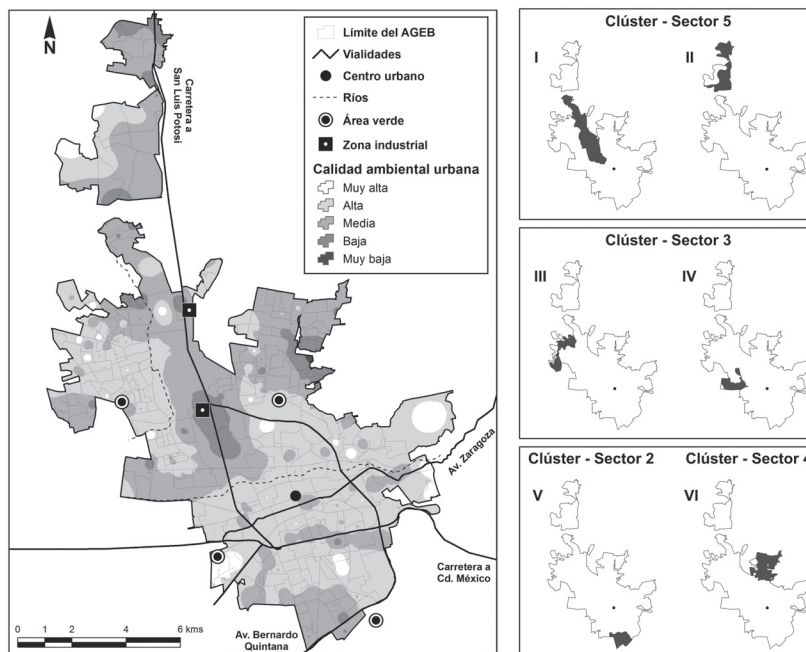 N
Carretera a
San Luis Potosí
Límite del AGEB
Vialidades
Centro urbano
Ríos
Área verde
Zona industrial
Calidad ambiental urbana
Muy alta
Alta
Media
Baja
Muy baja
Av. Zaragoza
Carretera a
Cd. México
Av. Bernardo
Quintana
0 1 2 4 6 kms
Clúster - Sector 5
I II
Clúster - Sector 3
III IV
Clúster - Sector 2 Clúster - Sector 4
V VI